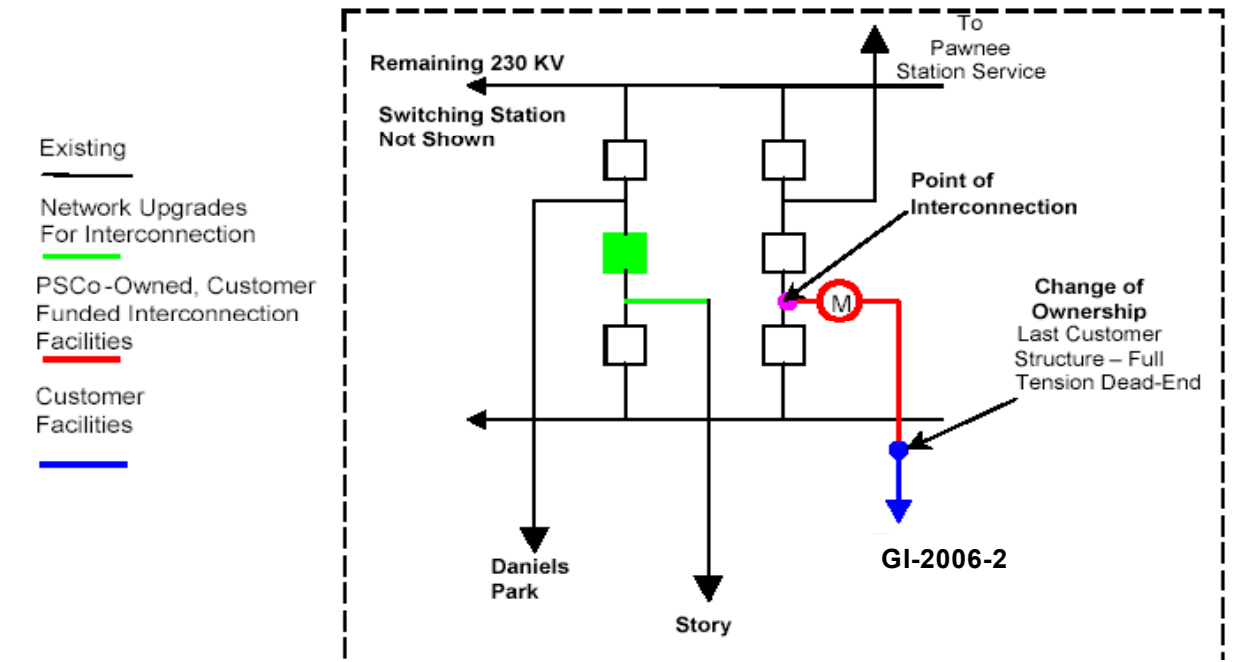 Existing
Network Upgrades
For Interconnection
PSCo-Owned, Customer
Funded Interconnection
Facilities
Customer
Facilities
To
Pawnee
Station Service
Remaining 230 KV
Switching Station
Not Shown
Point of
Interconnection
M
Change of
Ownership
Last Customer
Structure – Full
Tension Dead-End
GI-2006-2
Daniels
Park
Story